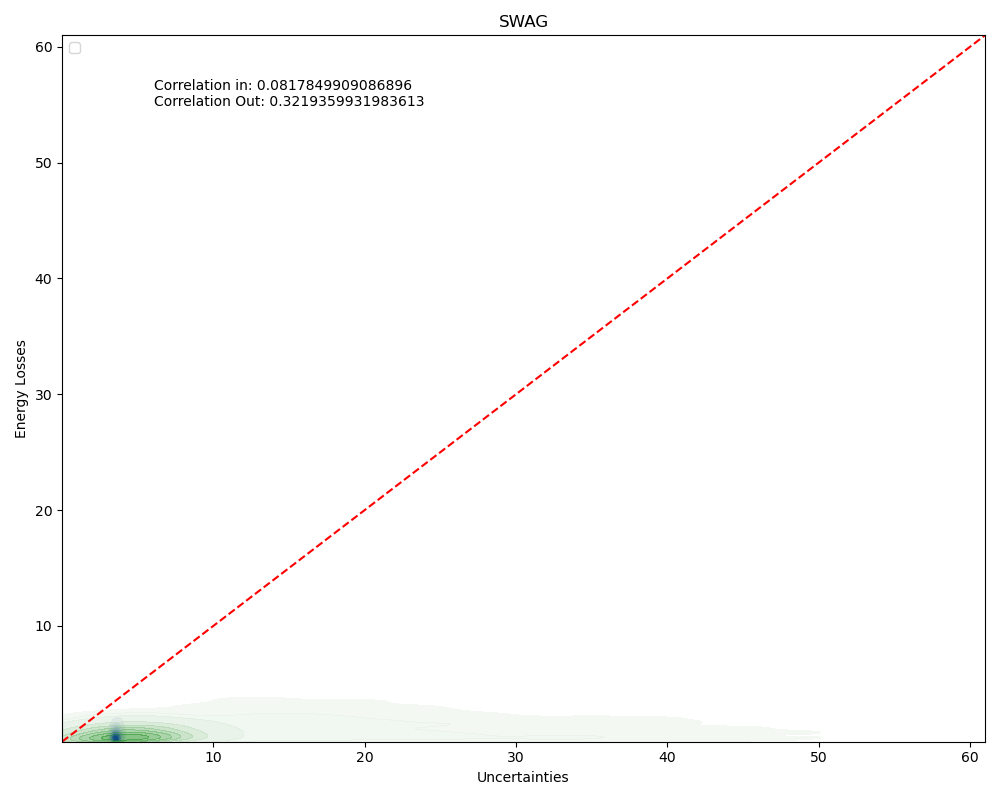 SWAG
60
Correlation in: 0.0817849909086896
Correlation Out: 0.3219359931983613
50
40
Energy Losses
30
20
10
10 20 30 40 50 60
Uncertainties